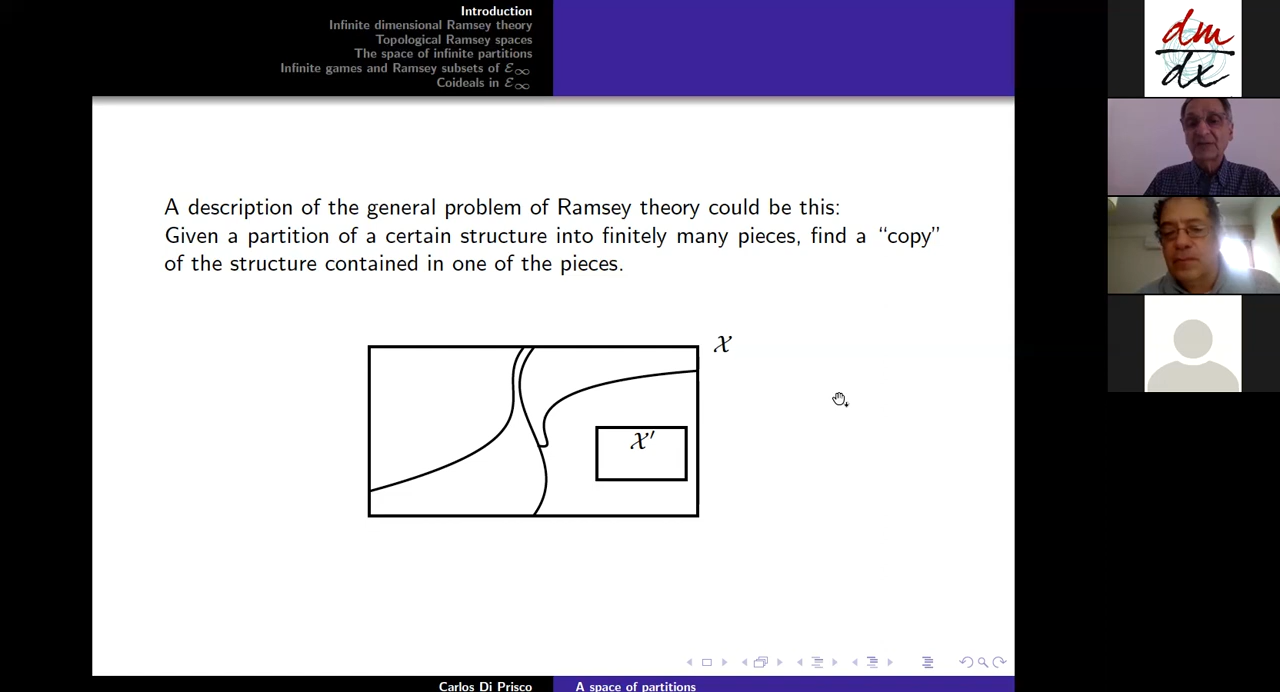 Introduction
Infinite dimensional Ramsey theory
Topological Ramsey spaces
The space of infinite partitions
Infinite games and Ramsey subsets of ℰ∞
Coideals in ℰ∞
A description of the general problem of Ramsey theory could be this:
Given a partition of a certain structure into finitely many pieces, find a “copy”
of the structure contained in one of the pieces.
𝒳
𝒳′
Carlos Di Prisco
A space of partitions
dm
dx